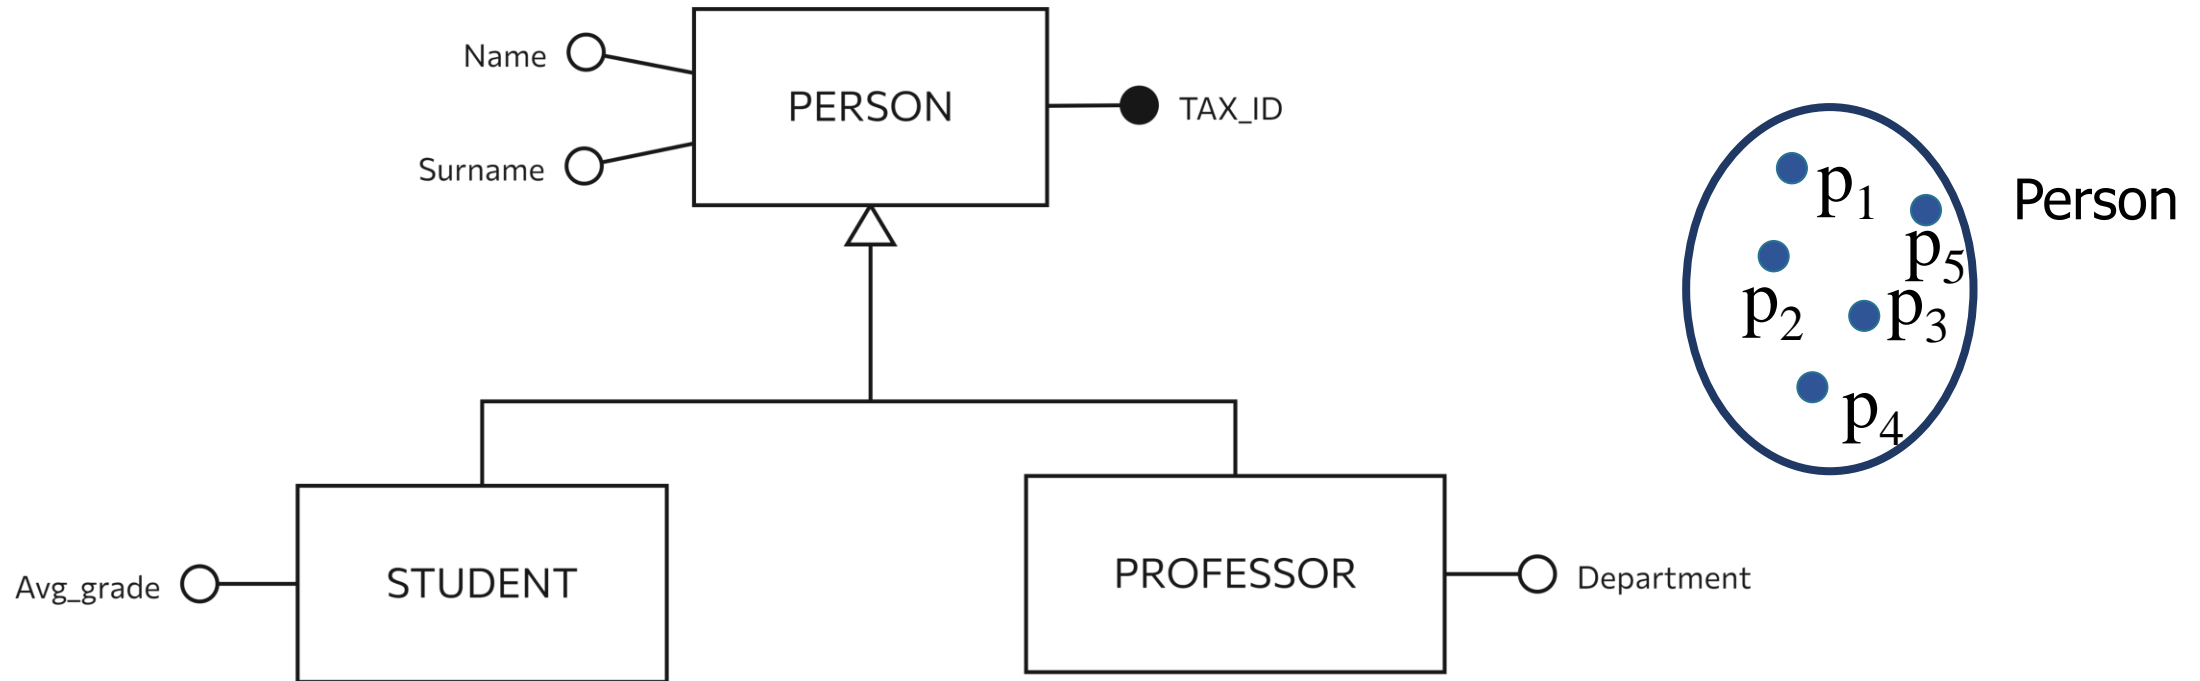 Name
PERSON
TAX_ID
Surname
STUDENT
Avg_grade
PROFESSOR
Department
Person
p1
p5
p2
p3
p4